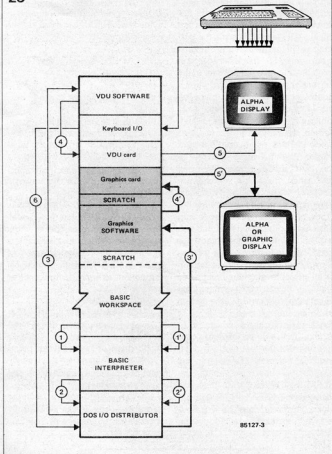 VDU SOFTWARE
ALPHA
DISPLAY
Keyboard I/O
4
VDU card
5
Graphics card
5'
6
SCRATCH
4'
3
Graphics
SOFTWARE
ALPHA
OR
GRAPHIC
DISPLAY
SCRATCH
3'
BASIC
WORKSPACE
1
1'
BASIC
INTERPRETER
2
2'
DOS I/O DISTRIBUTOR
85127-3